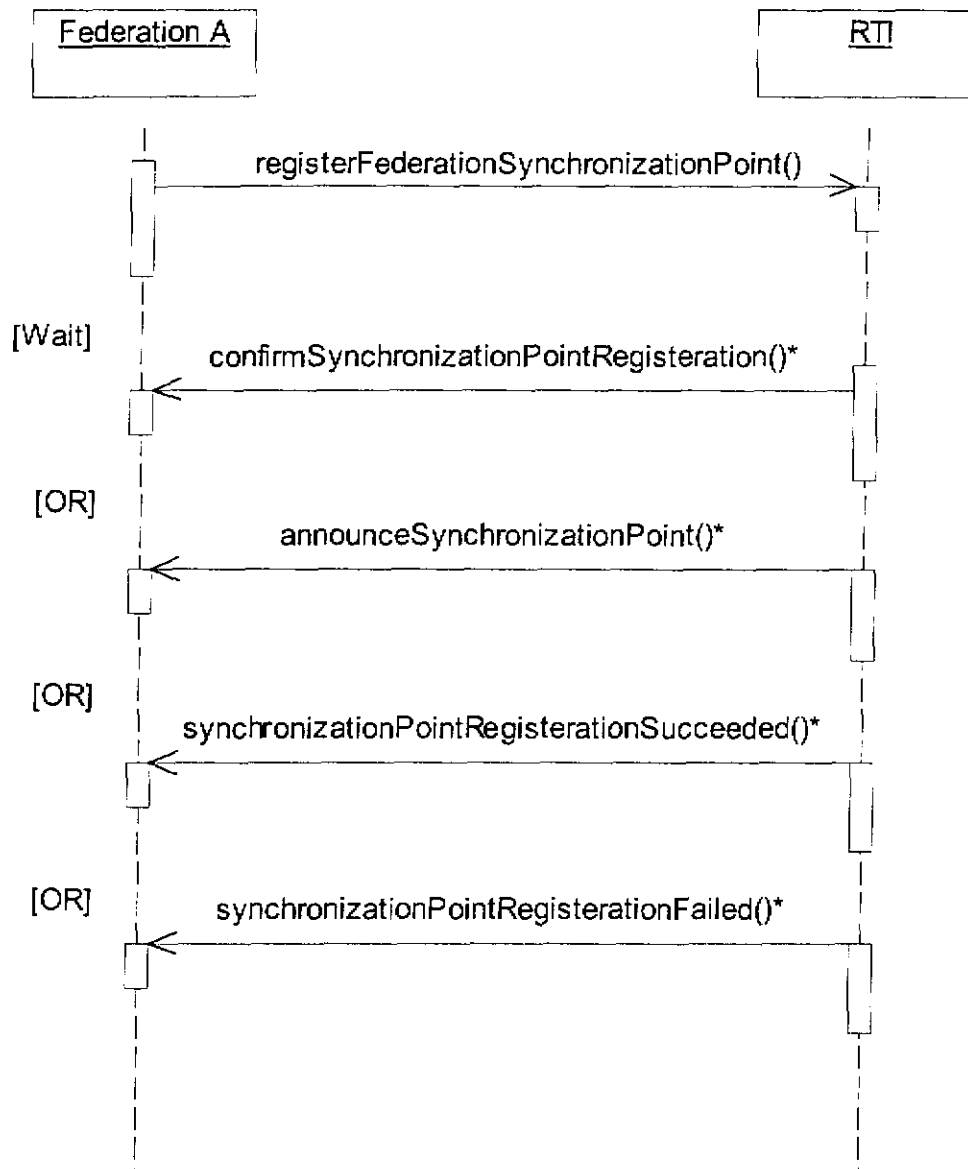 Federation A
RTI
registerFederationSynchronizationPoint()
[Wait]
confirmSynchronizationPointRegisteration()*
[OR]
announceSynchronizationPoint()*
[OR]
synchronizationPointRegisterationSucceeded()*
[OR]
synchronizationPointRegisterationFailed()*